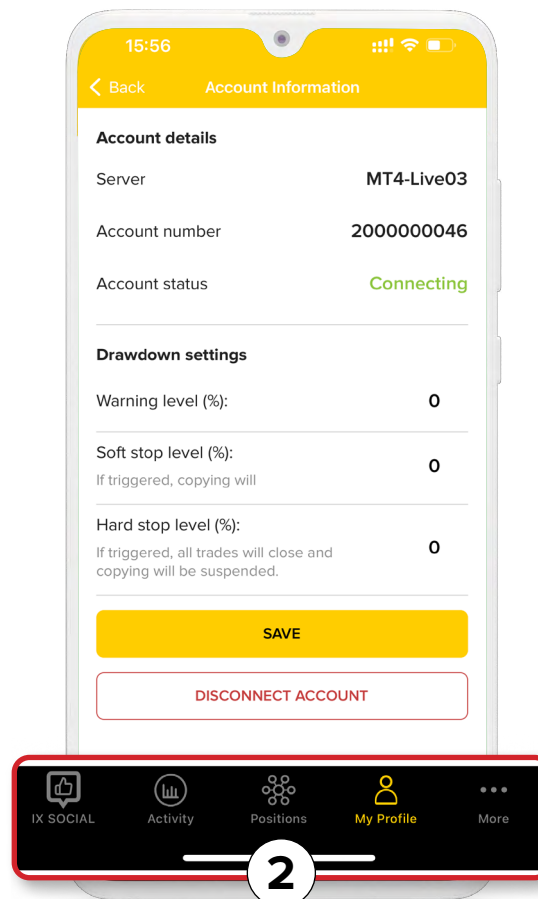 15:56
Back Account Information
Account details
Server MT4-Live03
Account number 2000000046
Account status Connecting
Drawdown settings
Warning level (%): 0
Soft stop level (%): 0
If triggered, copying will
Hard stop level (%): 0
If triggered, all trades will close and
copying will be suspended.
SAVE
DISCONNECT ACCOUNT
IX SOCIAL Activity Positions My Profile More
2